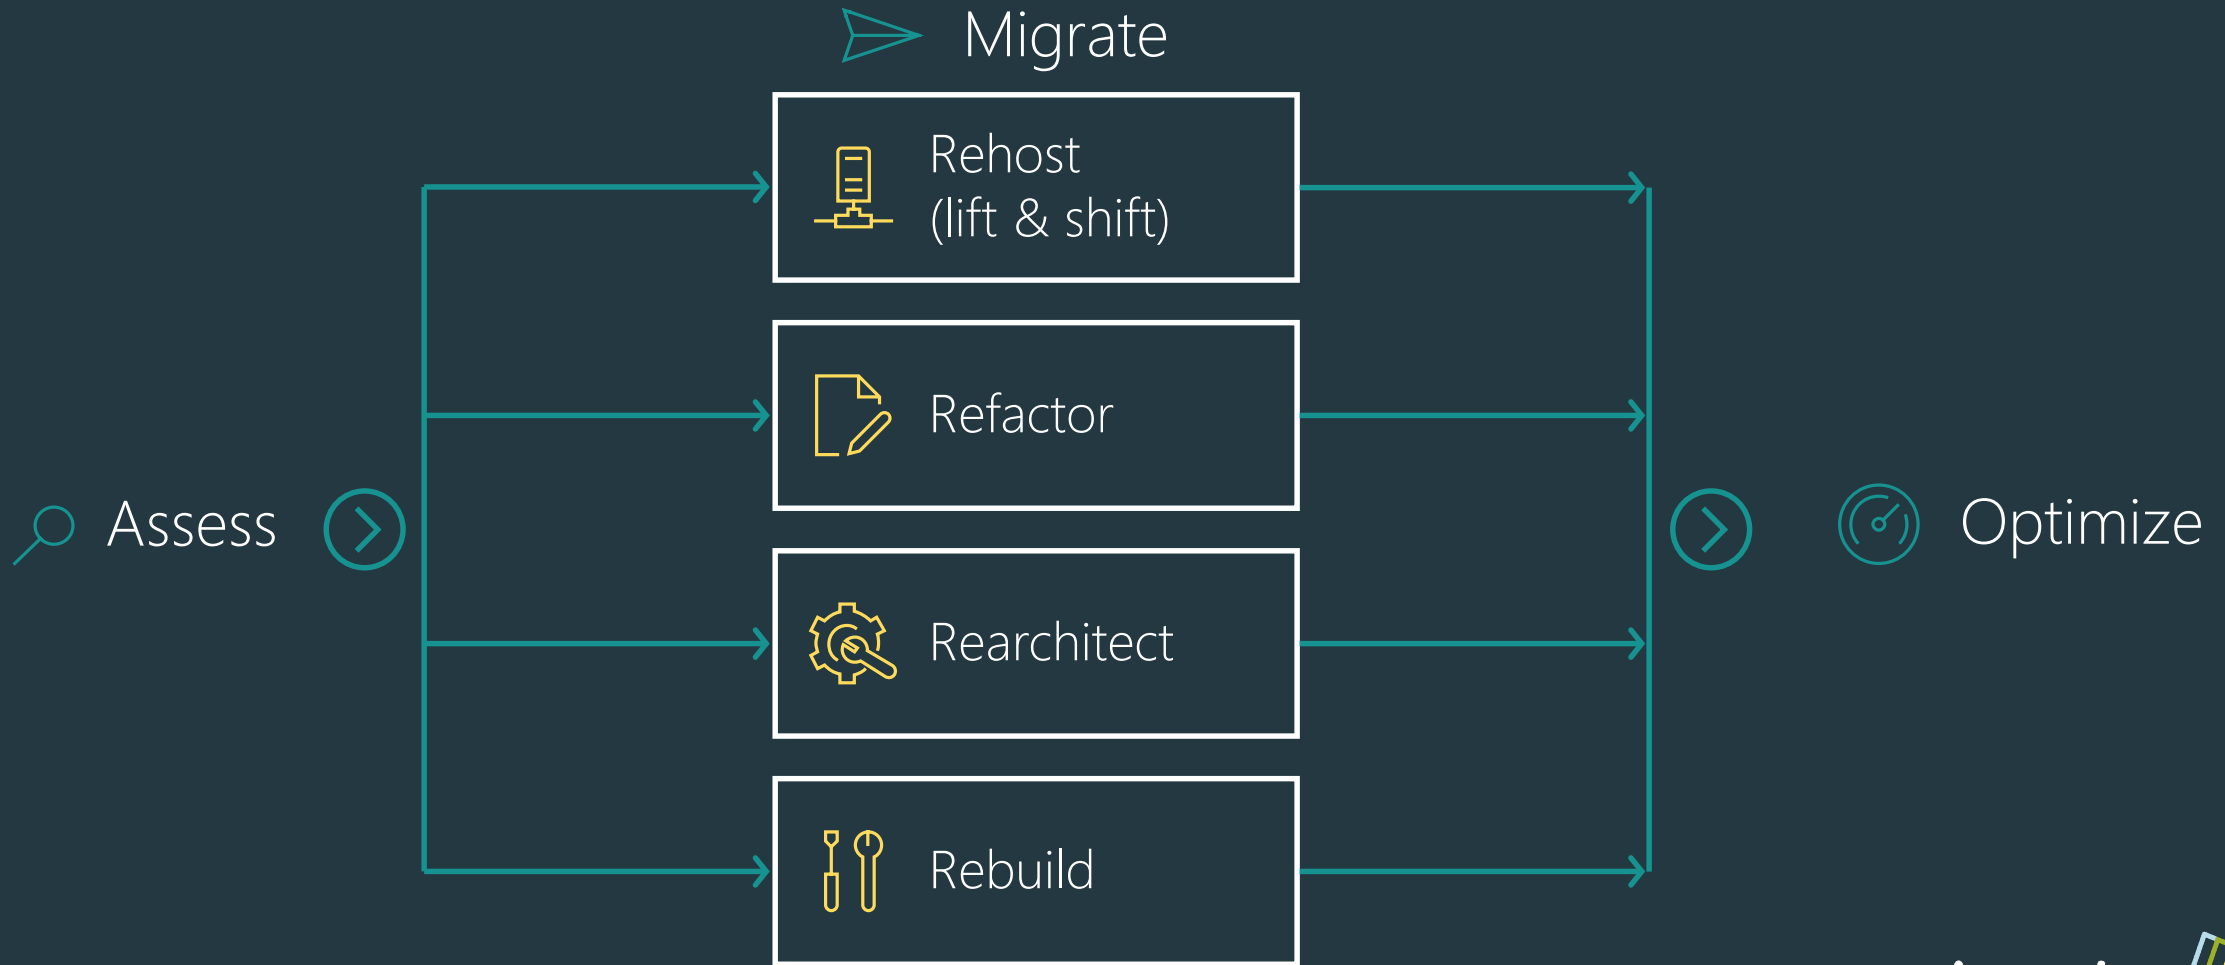 Migrate
Rehost
(lift & shift)
Refactor
Assess
Optimize
Rearchitect
Rebuild